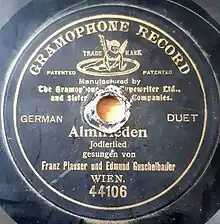 GRAMOPHONE RECORD
TRADE MARK
PATENTED PATENTED
Manufactured by
The Gramophone Typewriter Ltd.,
and Sister Companies.
GERMAN DUET
Almfrieden
Jodlerlied
gesungen von
Franz Plauser und Edmund Guschelbauer
WIEN.
44106